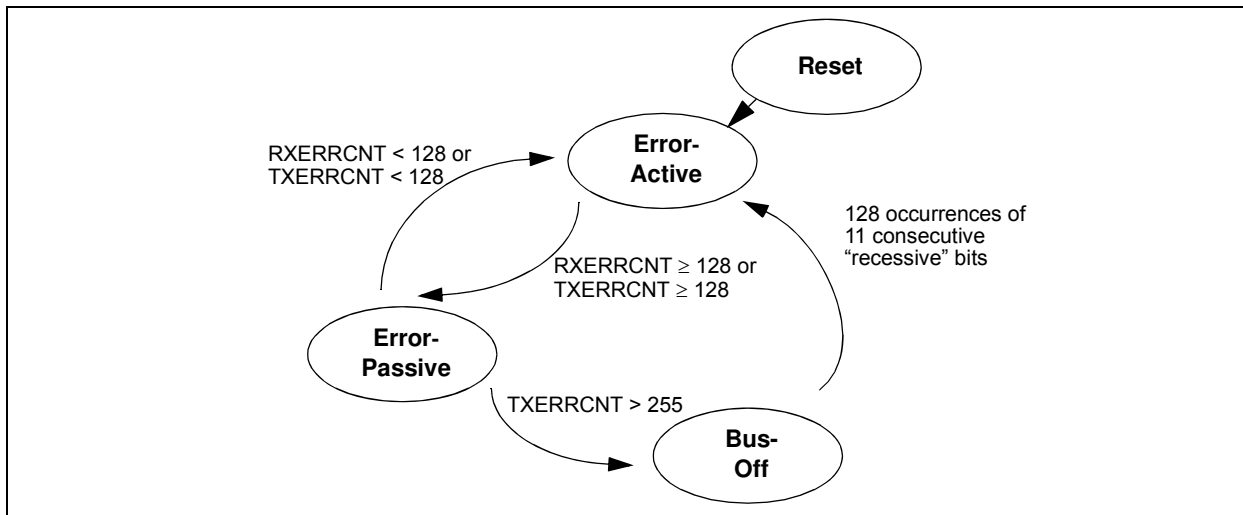 Reset
Error-
Active
RXERRCNT < 128 or
TXERRCNT < 128
128 occurrences of
11 consecutive
“recessive” bits
RXERRCNT ≥ 128 or
TXERRCNT ≥ 128
Error-
Passive
TXERRCNT > 255
Bus-
Off